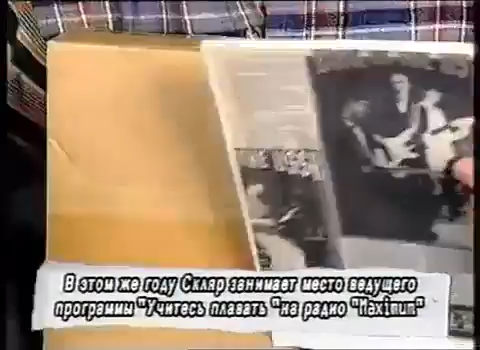 В этом же году Скляр занимает место ведущего
программы "Учитесь плавать "на радио "Maximum"